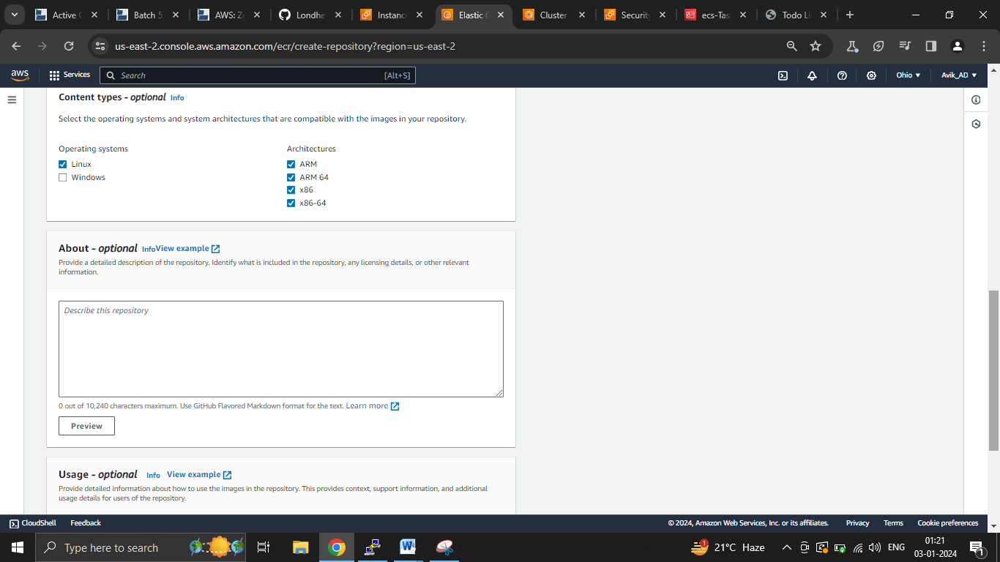 Active
Batch 5
AWS: Z
Londhe
Instanc
Elastic
Cluster
Securit
ecs-Tas
Todo Li
us-east-2.console.aws.amazon.com/ecr/create-repository?region=us-east-2
aws
Services
Search
[Alt+S]
Ohio
Avik_AD
Content types - optional Info
Select the operating systems and system architectures that are compatible with the images in your repository.
Operating systems
Architectures
Linux
ARM
Windows
ARM 64
x86
x86-64
About - optional InfoView example
Provide a detailed description of the repository. Identify what is included in the repository, any licensing details, or other relevant
information.
Describe this repository
0 out of 10,240 characters maximum. Use GitHub Flavored Markdown format for the text. Learn more
Preview
Usage - optional Info View example
Provide detailed information about how to use the images in the repository. This provides context, support information, and additional
usage details for users of the repository.
CloudShell
Feedback
© 2024, Amazon Web Services, Inc. or its affiliates.
Privacy
Terms
Cookie preferences
Type here to search
1
21°C Haze
ENG
01:21
03-01-2024
1